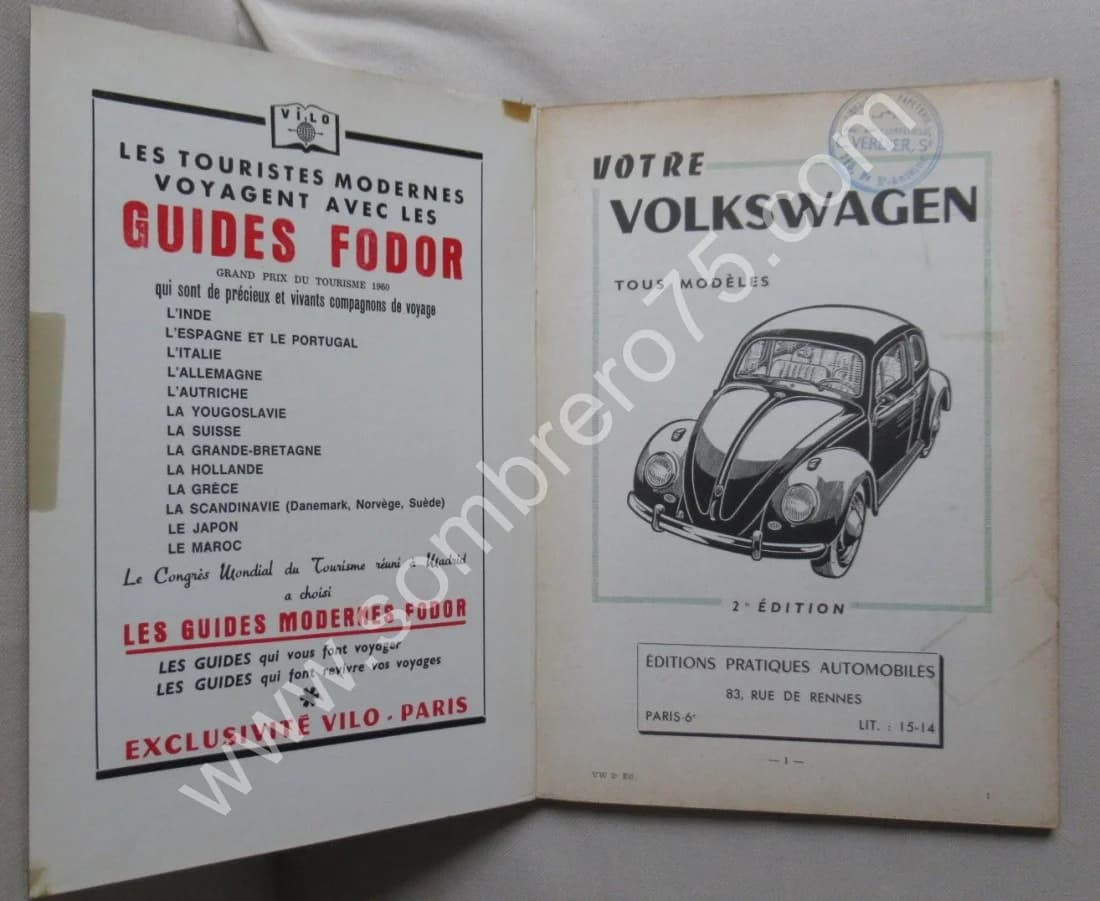 ViLO
LES TOURISTES MODERNES
VOYAGENT AVEC LES
GUIDES FODOR
GRAND PRIX DU TOURISME 1960
qui sont de précieux et vivants compagnons de voyage
L'INDE
L'ESPAGNE ET LE PORTUGAL
L'ITALIE
L'ALLEMAGNE
L'AUTRICHE
LA YOUGOSLAVIE
LA SUISSE
LA GRANDE-BRETAGNE
LA HOLLANDE
LA GRÈCE
LA SCANDINAVIE (Danemark, Norvège, Suède)
LE JAPON
LE MAROC
Le Congrès Mondial du Tourisme réuni à Madrid
a choisi
LES GUIDES MODERNES FODOR
LES GUIDES qui vous font voyager
LES GUIDES qui font revivre vos voyages
EXCLUSIVITÉ VILO - PARIS
VOTRE
VOLKSWAGEN
TOUS MODÈLES
2e ÉDITION
ÉDITIONS PRATIQUES AUTOMOBILES
83, RUE DE RENNES
PARIS-6e
LIT. : 15-14
— 1 —
VW 2e Ed.
1
www.sombrero75.com